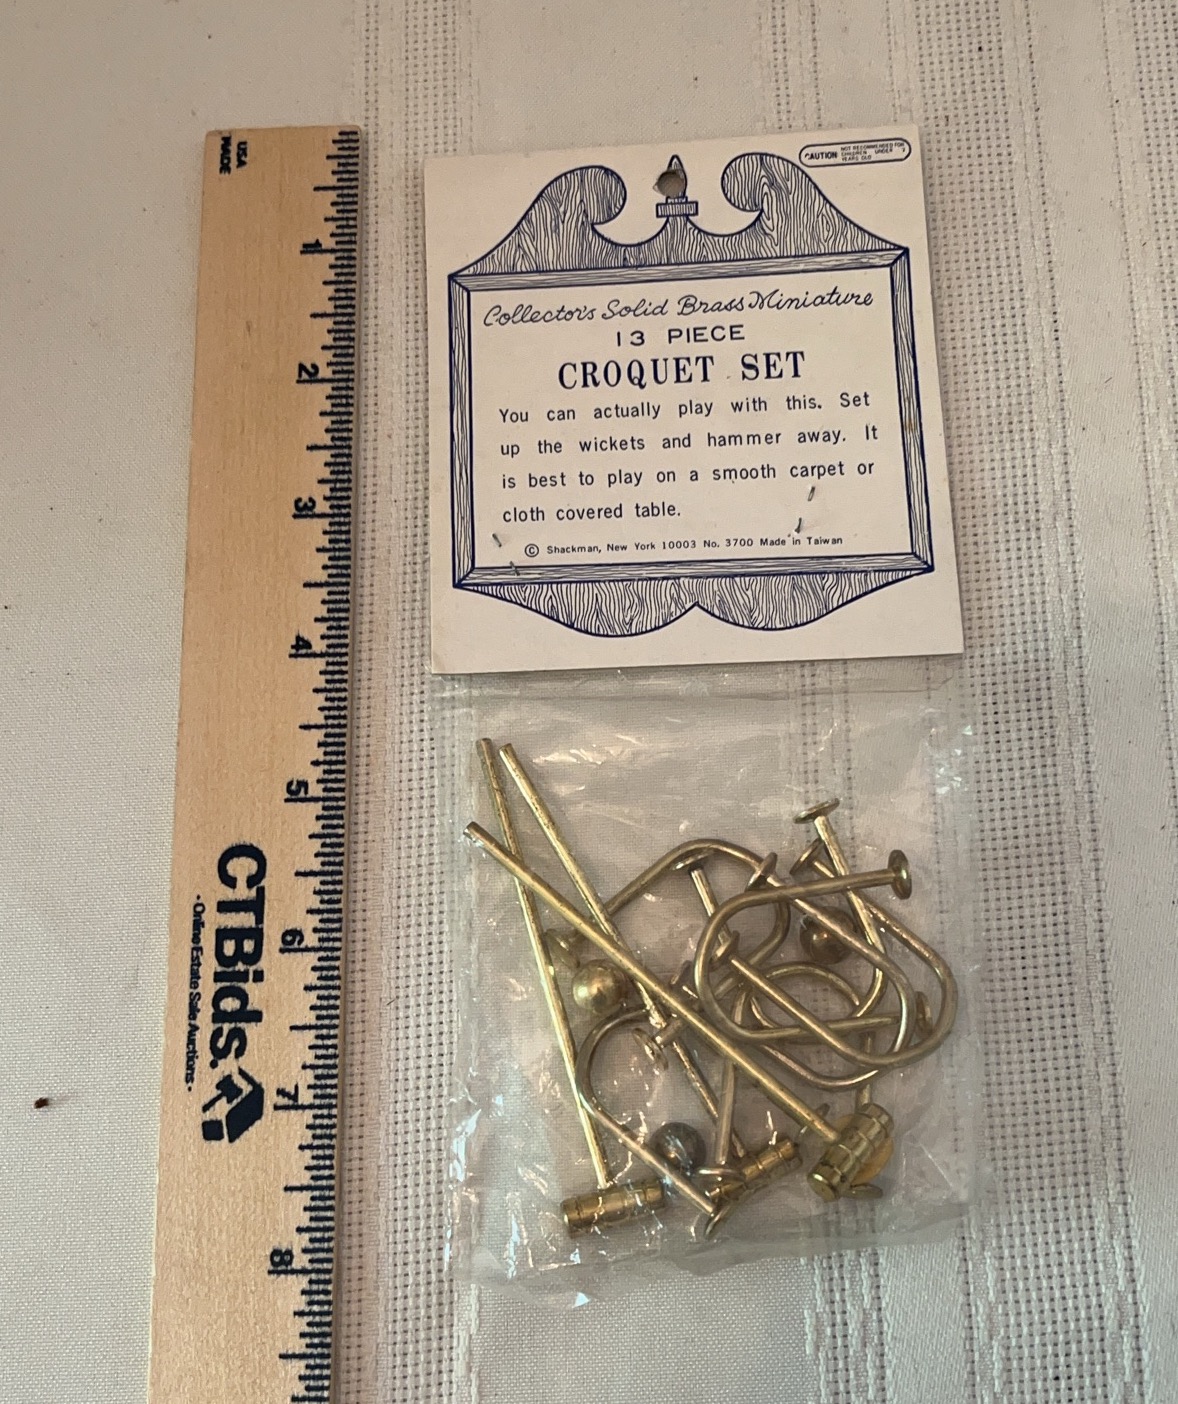 MADE
USA
1
2
3
4
5
6
7
8
CTBids.
- Online Estate Sale Auctions -
CAUTION
NOT RECOMMENDED FOR
CHILDREN UNDER 3
YEARS OLD
Collector's Solid Brass Miniature
13 PIECE
CROQUET SET
You can actually play with this. Set
up the wickets and hammer away. It
is best to play on a smooth carpet or
cloth covered table.
© Shackman, New York 10003 No. 3700 Made in Taiwan